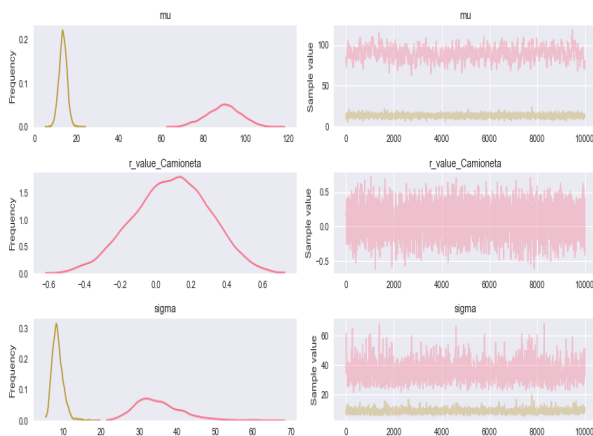 mu
mu
Frequency
0.2
0.1
0.0
0 20 40 60 80 100 120
Sample value
100
50
0
0 2000 4000 6000 8000 10000
r_value_Camioneta
r_value_Camioneta
Frequency
1.5
1.0
0.5
0.0
−0.6 −0.4 −0.2 0.0 0.2 0.4 0.6
Sample value
0.5
0.0
−0.5
0 2000 4000 6000 8000 10000
sigma
sigma
Frequency
0.3
0.2
0.1
0.0
10 20 30 40 50 60 70
Sample value
60
40
20
0 2000 4000 6000 8000 10000